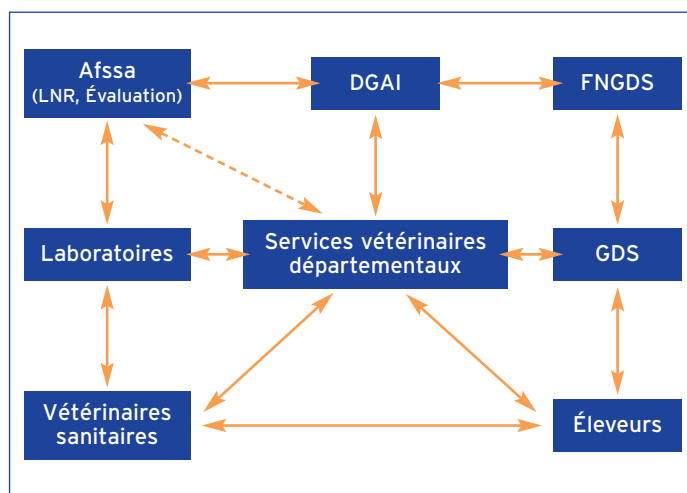 Afssa
(LNR, Évaluation)
DGAI
FNGDS
Laboratoires
Services vétérinaires
départementaux
GDS
Vétérinaires
sanitaires
Éleveurs